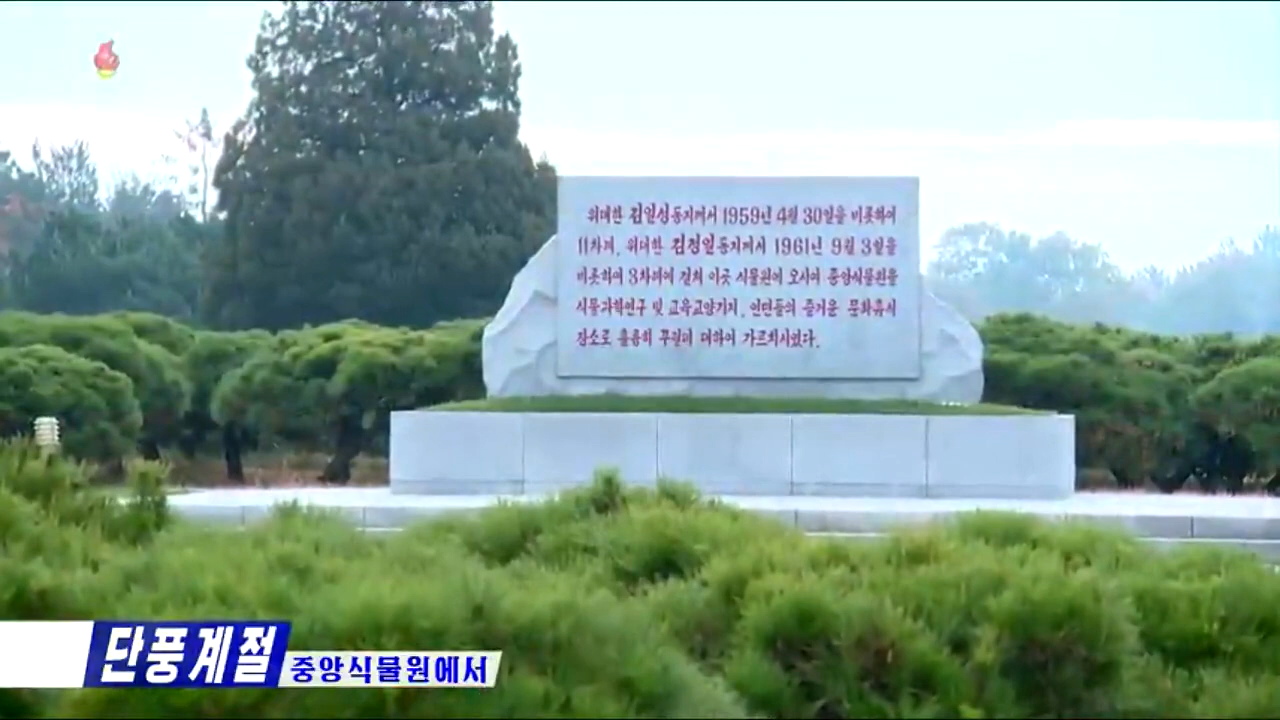 위대한 김일성동지께서 1959년 4월 30일을 비롯하여
11차례, 위대한 김정일동지께서 1961년 9월 3일을
비롯하여 3차례에 걸쳐 이곳 식물원에 오시여 중앙식물원을
식물과학연구 및 교육교양기지, 인민들의 즐거운 문화휴식
장소로 훌륭히 꾸릴데 대하여 가르치시였다.
단풍계절
중앙식물원에서